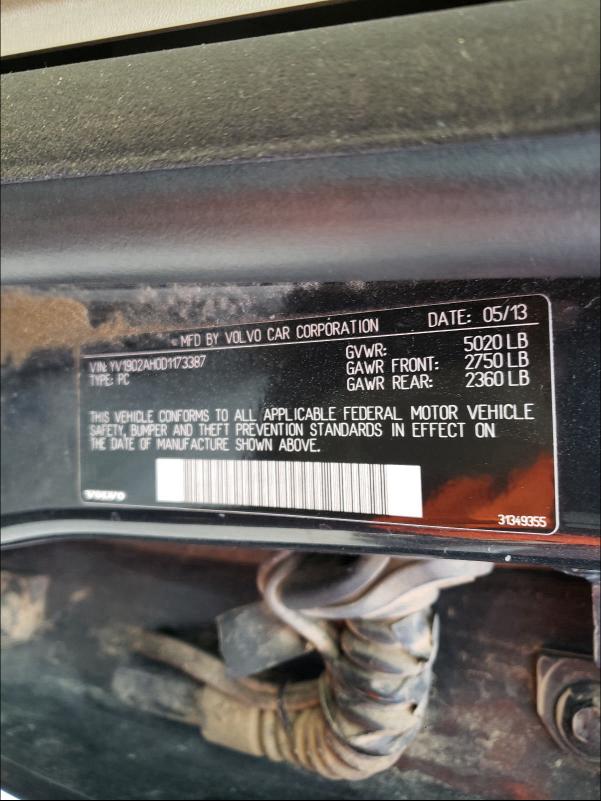 MFD BY VOLVO CAR CORPORATION DATE: 05/13
VIN: YV1902AH0D1173387
TYPE: PC
GVWR: 5020 LB
GAWR FRONT: 2750 LB
GAWR REAR: 2360 LB
THIS VEHICLE CONFORMS TO ALL APPLICABLE FEDERAL MOTOR VEHICLE
SAFETY, BUMPER AND THEFT PREVENTION STANDARDS IN EFFECT ON
THE DATE OF MANUFACTURE SHOWN ABOVE.
VOLVO
31349355